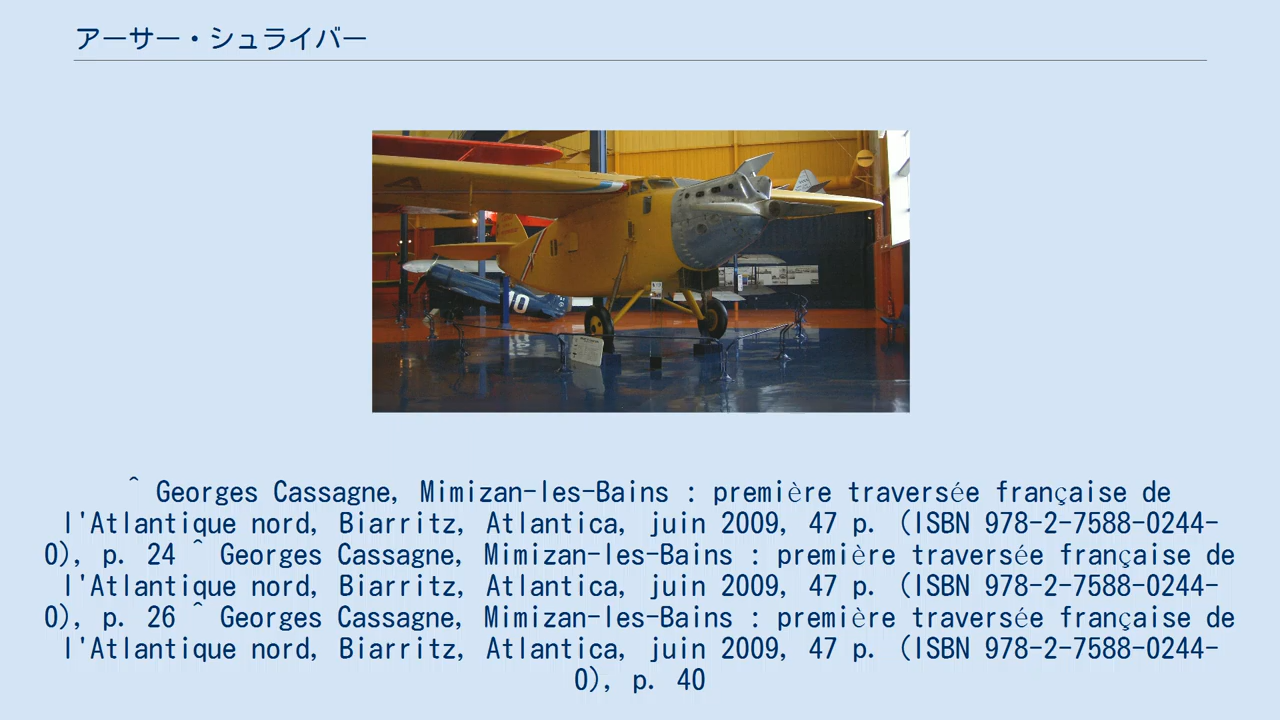 アーサー・シュライバー
10
^ Georges Cassagne, Mimizan-les-Bains : première traversée française de
l'Atlantique nord, Biarritz, Atlantica, juin 2009, 47 p. (ISBN 978-2-7588-0244-
0), p. 24 ^ Georges Cassagne, Mimizan-les-Bains : première traversée française de
l'Atlantique nord, Biarritz, Atlantica, juin 2009, 47 p. (ISBN 978-2-7588-0244-
0), p. 26 ^ Georges Cassagne, Mimizan-les-Bains : première traversée française de
l'Atlantique nord, Biarritz, Atlantica, juin 2009, 47 p. (ISBN 978-2-7588-0244-
0), p. 40